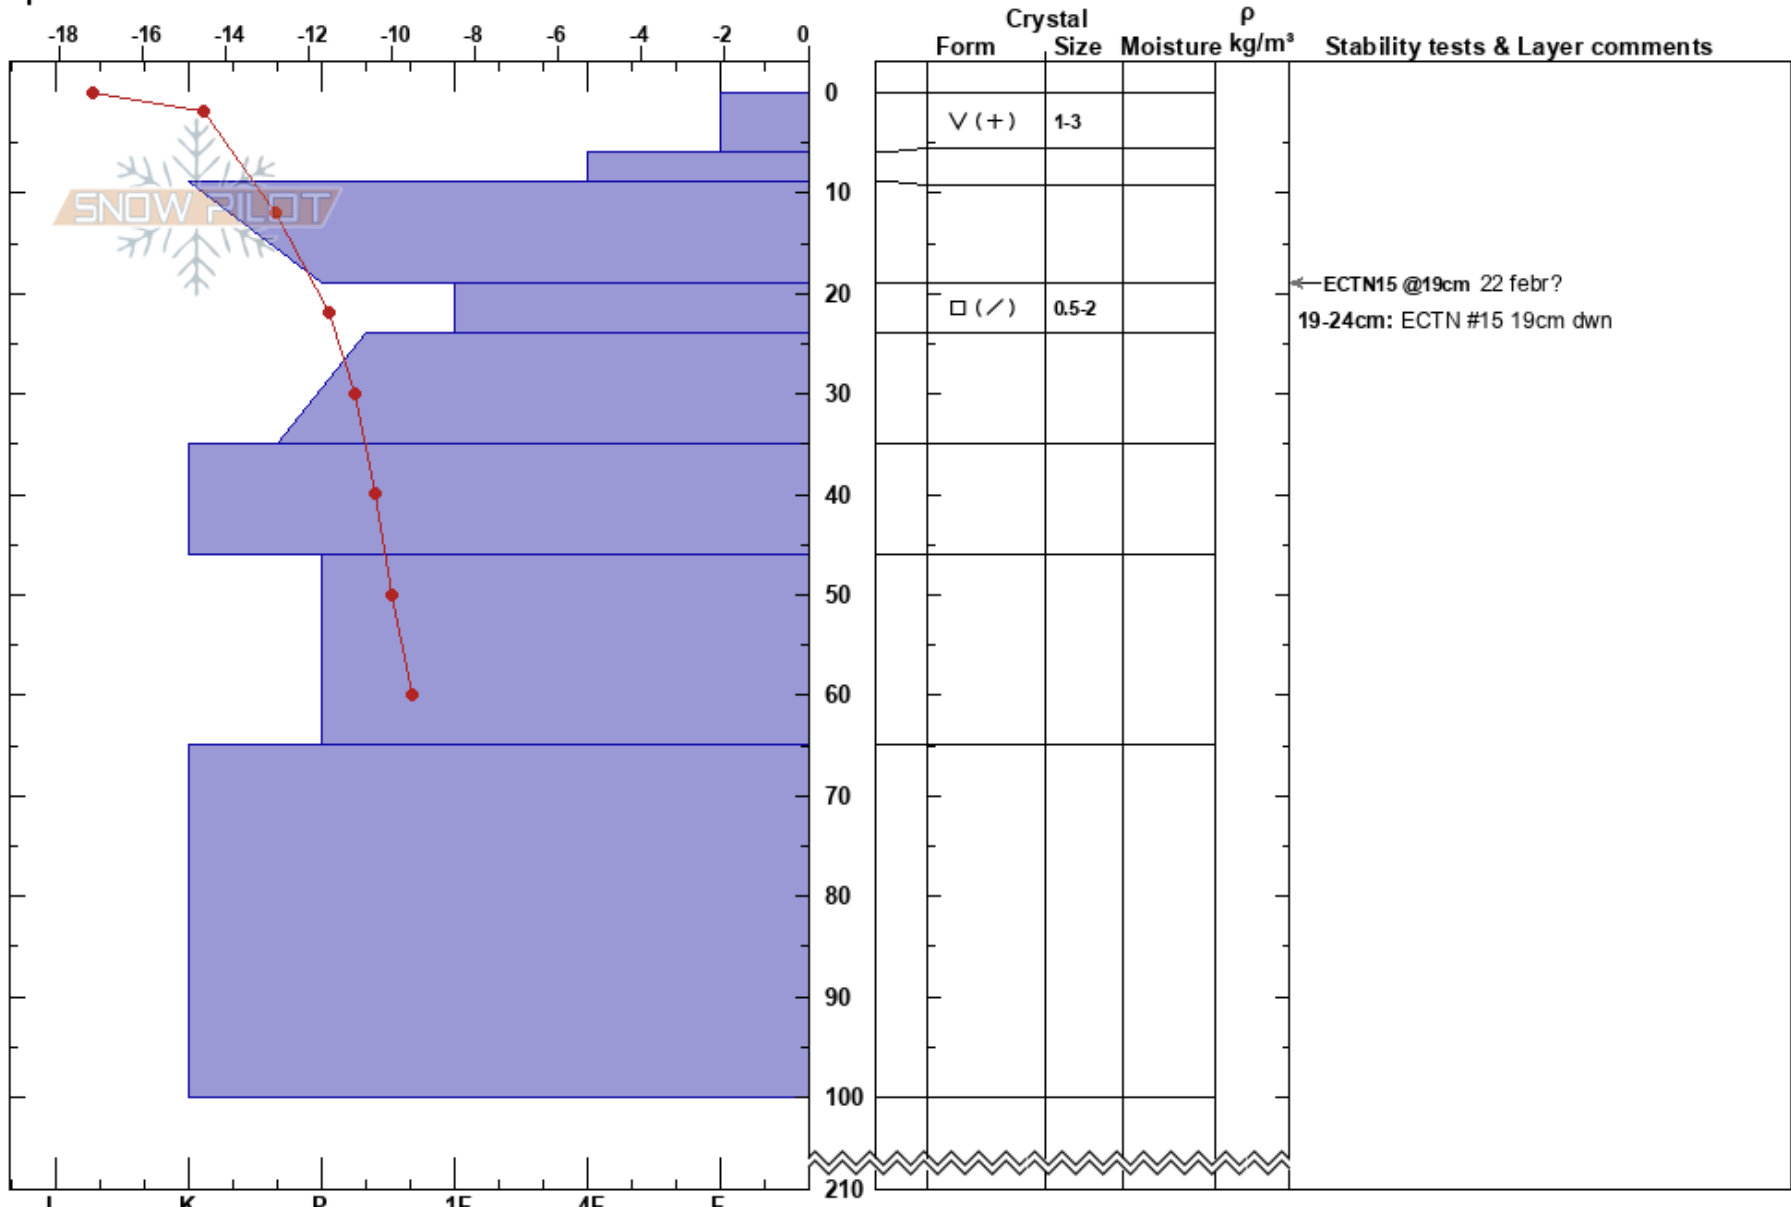 Crystal ρ
-18 -16 -14 -12 -10 -8 -6 -4 -2 0 Form Size Moisture kg/m³ Stability tests & Layer comments
0
V (+) 1-3
SNOW PILOT
10
ECTN15 @19cm 22 febr?
20
□ (/) 0.5-2
19-24cm: ECTN #15 19cm dwn
30
40
50
60
70
80
90
100
210
I K P 1F 4F F